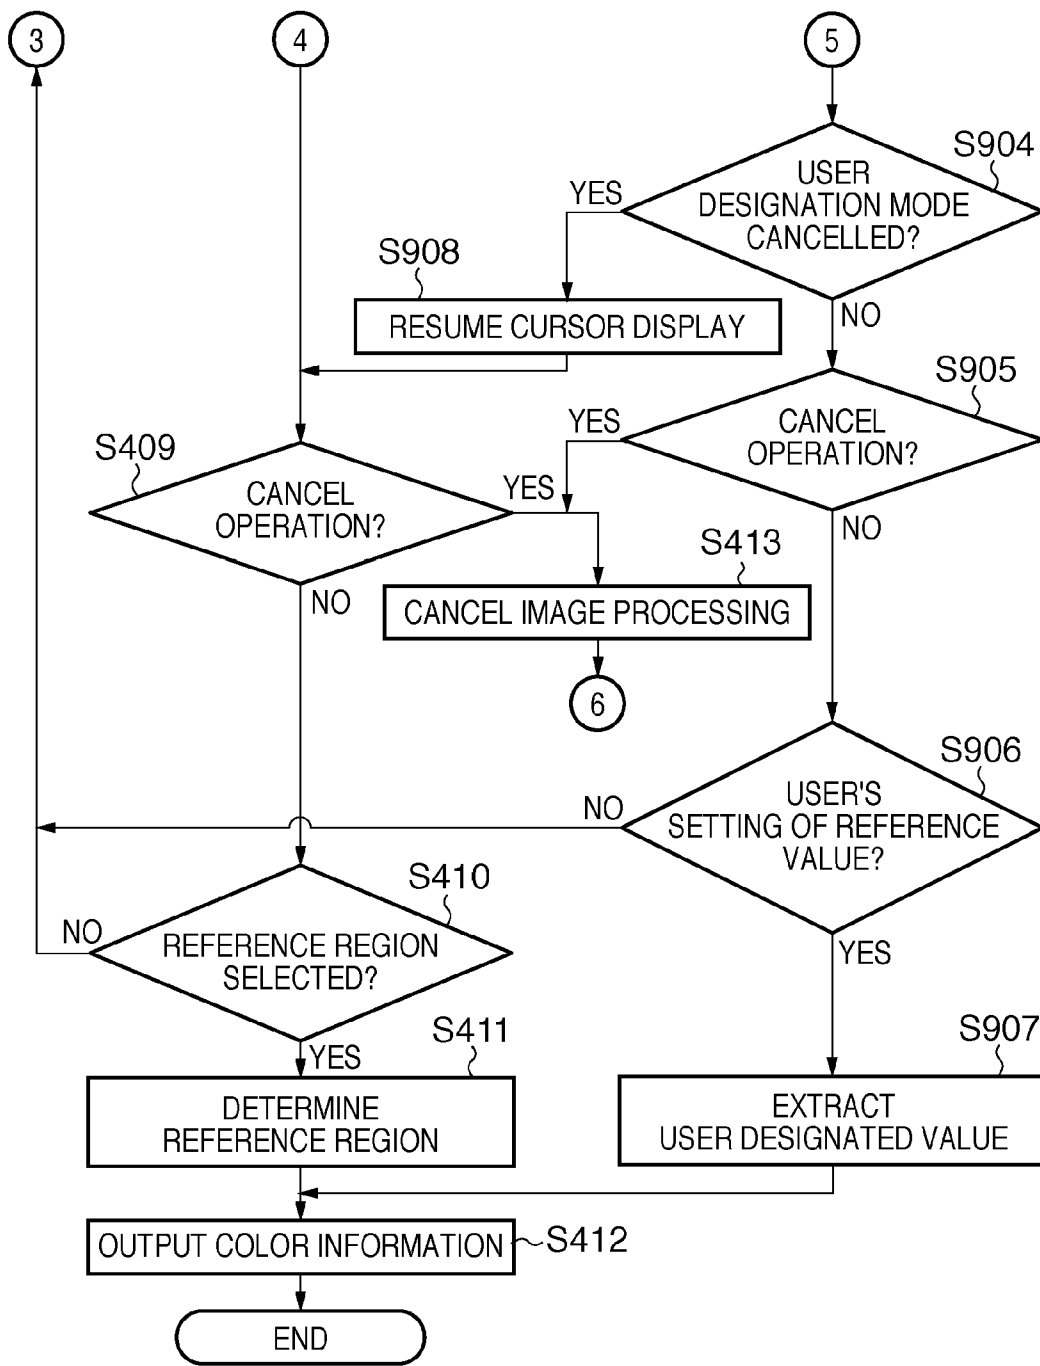 3
4
5
S904
USER
DESIGNATION MODE
CANCELLED?
YES
NO
S908
RESUME CURSOR DISPLAY
S905
CANCEL
OPERATION?
YES
NO
S409
CANCEL
OPERATION?
YES
NO
S413
CANCEL IMAGE PROCESSING
6
S906
USER'S
SETTING OF REFERENCE
VALUE?
NO
YES
S410
REFERENCE REGION
SELECTED?
NO
YES
S411
DETERMINE
REFERENCE REGION
S907
EXTRACT
USER DESIGNATED VALUE
OUTPUT COLOR INFORMATION
S412
END